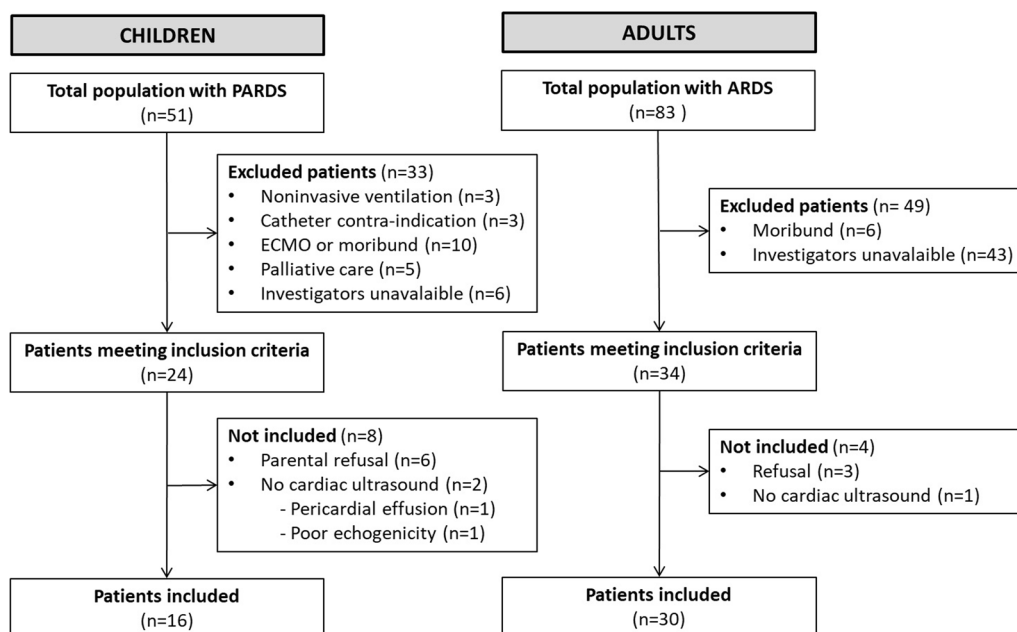 CHILDREN
Total population with PARDS
(n=51)
Excluded patients (n=33)
• Noninvasive ventilation (n=3)
• Catheter contra-indication (n=3)
• ECMO or moribund (n=10)
• Palliative care (n=5)
• Investigators unavalaible (n=6)
Patients meeting inclusion criteria
(n=24)
Not included (n=8)
• Parental refusal (n=6)
• No cardiac ultrasound (n=2)
- Pericardial effusion (n=1)
- Poor echogenicity (n=1)
Patients included
(n=16)
ADULTS
Total population with ARDS
(n=83 )
Excluded patients (n= 49)
• Moribund (n=6)
• Investigators unavalaible (n=43)
Patients meeting inclusion criteria
(n=34)
Not included (n=4)
• Refusal (n=3)
• No cardiac ultrasound (n=1)
Patients included
(n=30)